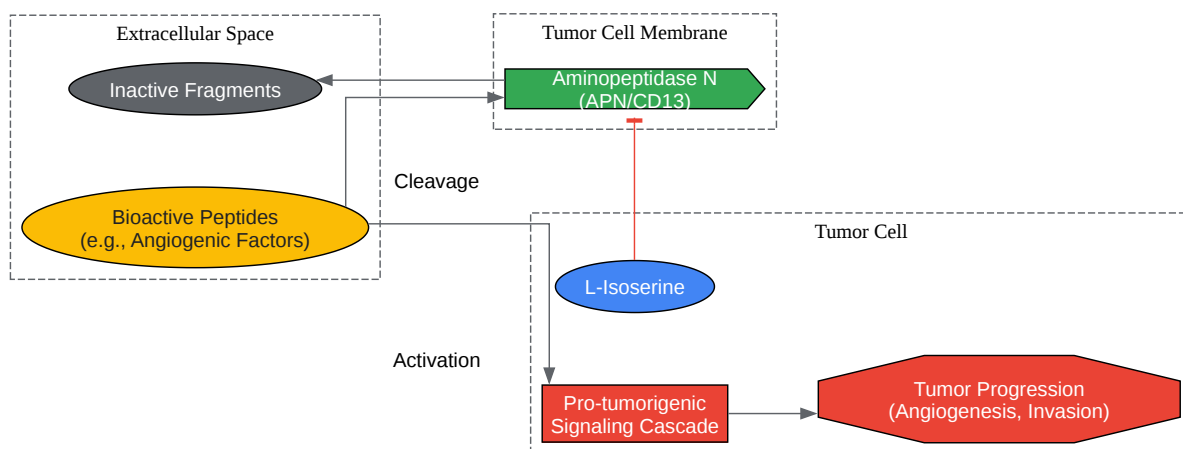 Extracellular Space
Tumor Cell Membrane
Inactive Fragments
Aminopeptidase N
(APN/CD13)
Cleavage
Bioactive Peptides
(e.g., Angiogenic Factors)
Tumor Cell
L-Isoserine
Activation
Pro-tumorigenic
Signaling Cascade
Tumor Progression
(Angiogenesis, Invasion)